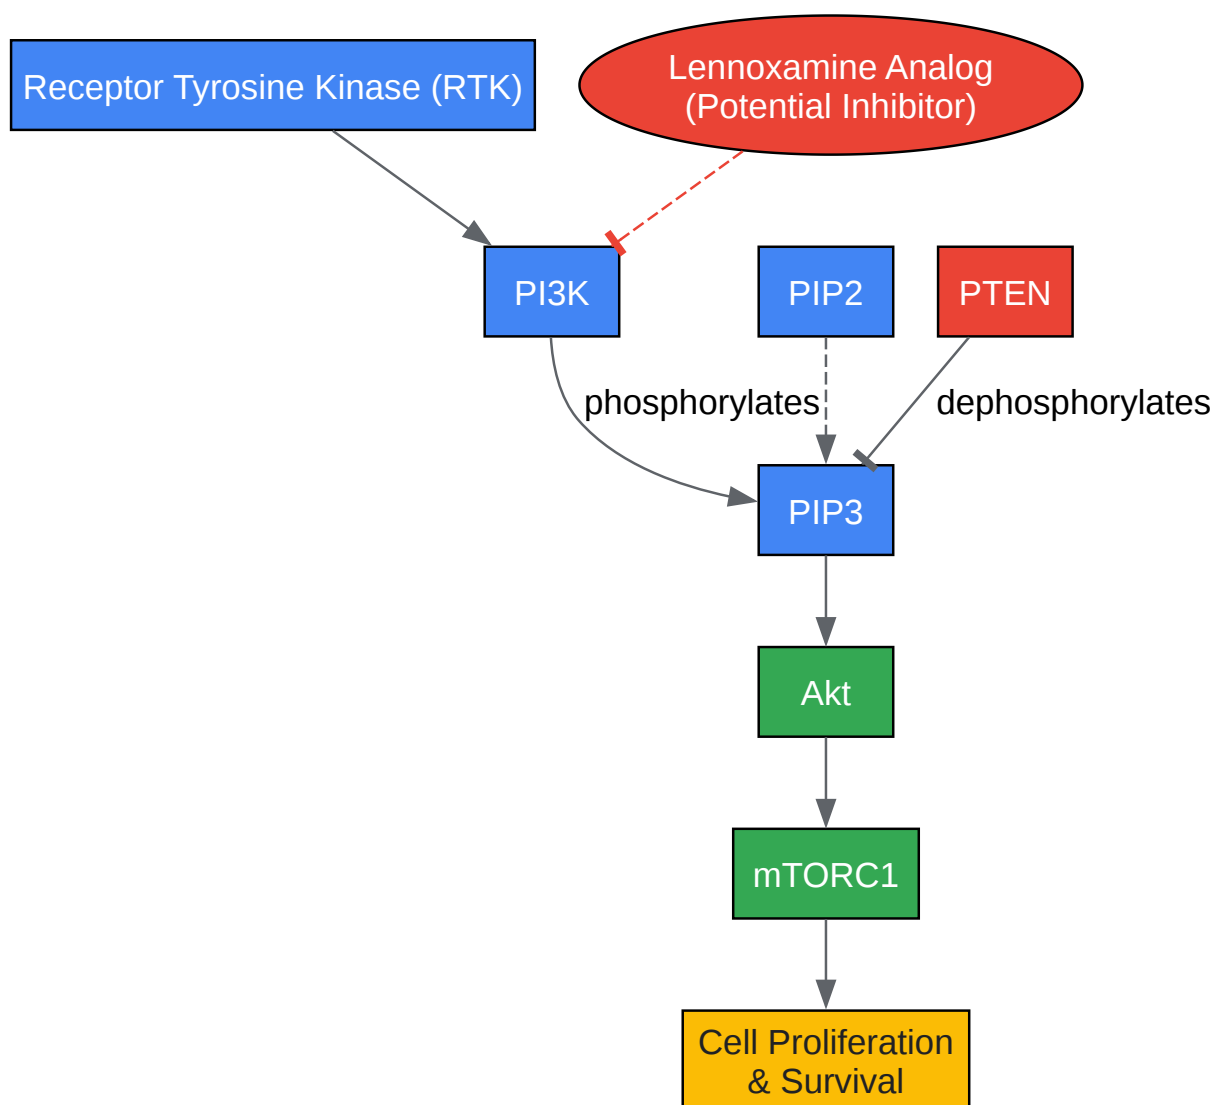 Receptor Tyrosine Kinase (RTK)
Lennoxamine Analog
(Potential Inhibitor)
PI3K
PIP2
PTEN
phosphorylates
dephosphorylates
PIP3
Akt
mTORC1
Cell Proliferation
& Survival